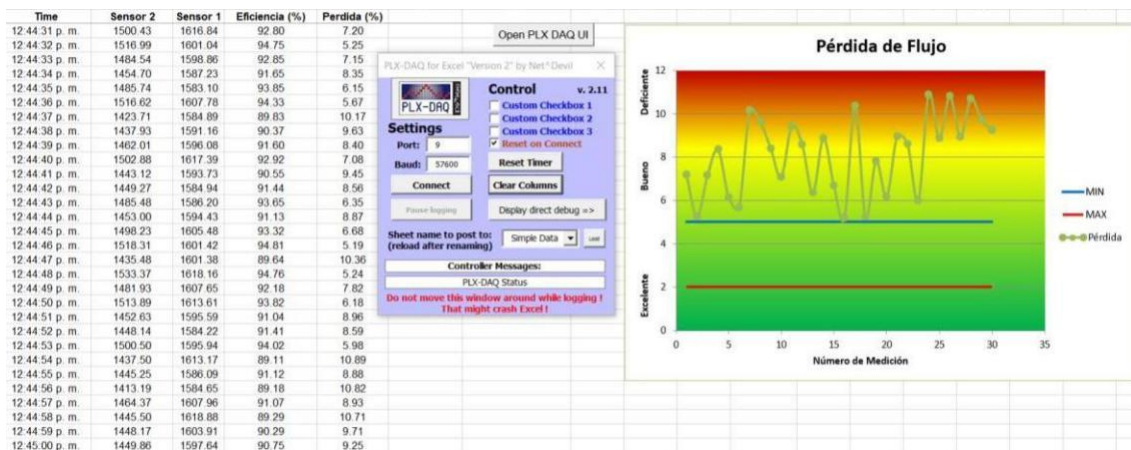 Time Sensor 2 Sensor 1 Eficiencia (%) Perdida (%)
12:44:31 p. m. 1500.43 1616.84 92.80 7.20
12:44:32 p. m. 1516.99 1601.04 94.75 5.25
12:44:33 p. m. 1484.54 1598.86 92.85 7.15
12:44:34 p. m. 1454.70 1587.23 91.65 8.35
12:44:35 p. m. 1485.74 1583.10 93.85 6.15
12:44:36 p. m. 1516.62 1607.78 94.33 5.67
12:44:37 p. m. 1423.71 1584.89 89.83 10.17
12:44:38 p. m. 1437.93 1591.16 90.37 9.63
12:44:39 p. m. 1462.01 1596.08 91.60 8.40
12:44:40 p. m. 1502.88 1617.39 92.92 7.08
12:44:41 p. m. 1443.12 1593.73 90.55 9.45
12:44:42 p. m. 1449.27 1584.94 91.44 8.56
12:44:43 p. m. 1485.48 1586.20 93.65 6.35
12:44:44 p. m. 1453.00 1594.43 91.13 8.87
12:44:45 p. m. 1498.23 1605.48 93.32 6.68
12:44:46 p. m. 1518.31 1601.42 94.81 5.19
12:44:47 p. m. 1435.48 1601.38 89.64 10.36
12:44:48 p. m. 1533.37 1618.16 94.76 5.24
12:44:49 p. m. 1481.93 1607.65 92.18 7.82
12:44:50 p. m. 1513.89 1613.61 93.82 6.18
12:44:51 p. m. 1452.63 1595.59 91.04 8.96
12:44:52 p. m. 1448.14 1584.22 91.41 8.59
12:44:53 p. m. 1500.50 1595.94 94.02 5.98
12:44:54 p. m. 1437.50 1613.17 89.11 10.89
12:44:55 p. m. 1445.25 1586.09 91.12 8.88
12:44:56 p. m. 1413.19 1584.65 89.18 10.82
12:44:57 p. m. 1464.37 1607.96 91.07 8.93
12:44:58 p. m. 1445.50 1618.88 89.29 10.71
12:44:59 p. m. 1448.17 1603.91 90.29 9.71
12:45:00 p. m. 1449.86 1597.64 90.75 9.25
Open PLX DAQ UI
PLX-DAQ for Excel "Version 2" by Net^Devil
PLX-DAQ
Control v. 2.11
Custom Checkbox 1
Custom Checkbox 2
Custom Checkbox 3
Reset on Connect
Settings
Port: 9
Baud: 57600
Reset Timer
Connect
Clear Columns
Pause logging
Display direct debug =>
Sheet name to post to:
(reload after renaming)
Simple Data
Load
Controller Messages:
PLX-DAQ Status
Do not move this window around while logging !
That might crash Excel !
Pérdida de Flujo
Deficiente
Bueno
Excelente
12
10
8
6
4
2
0
0 5 10 15 20 25 30 35
Número de Medición
MIN
MAX
Pérdida